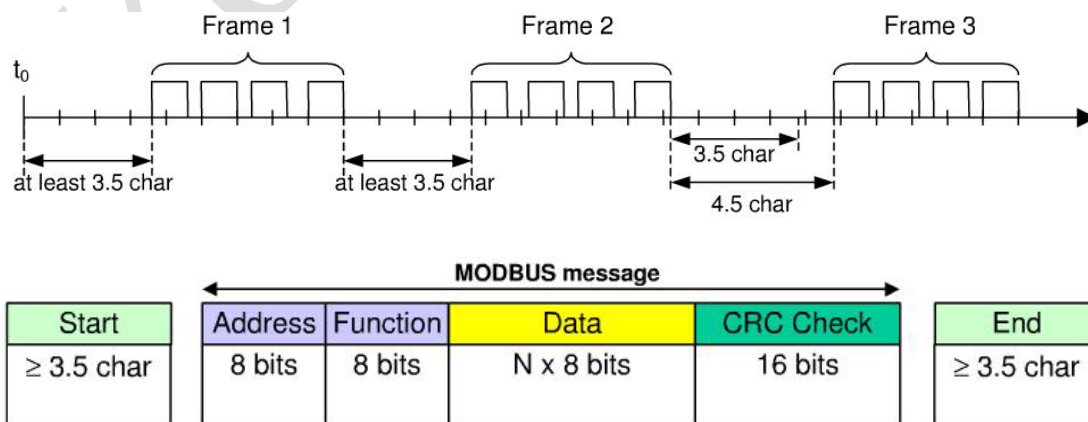 Frame 1 Frame 2 Frame 3
t0
at least 3.5 char at least 3.5 char 3.5 char
4.5 char
MODBUS message
Start Address Function Data CRC Check End
≥ 3.5 char 8 bits 8 bits N x 8 bits 16 bits ≥ 3.5 char